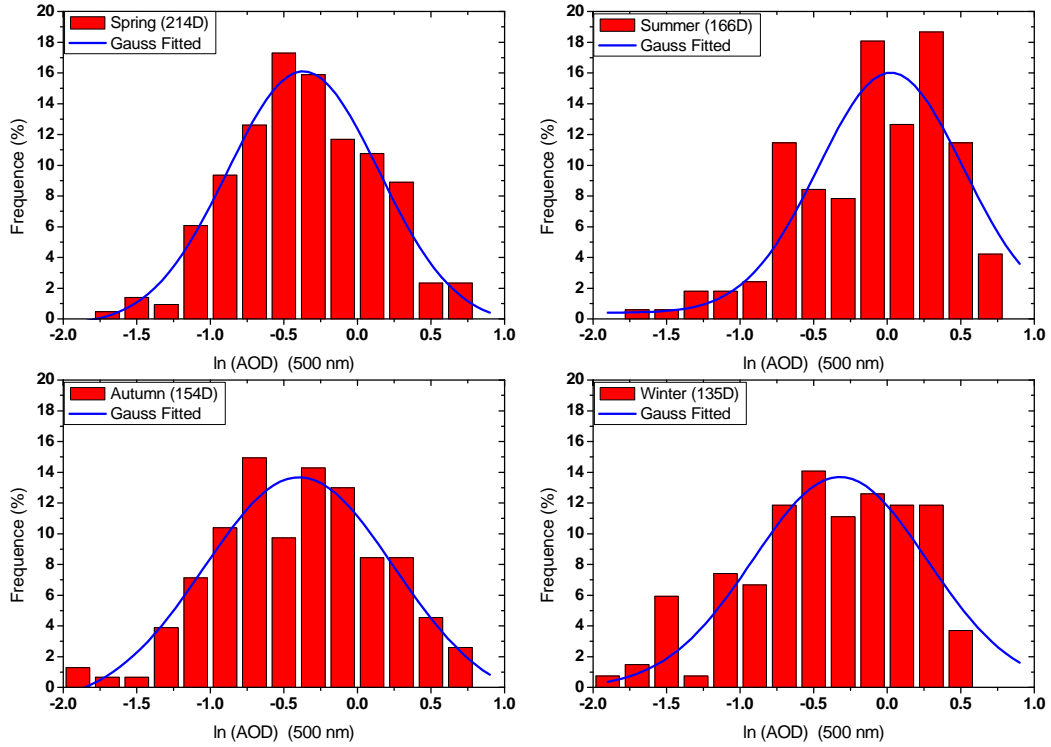 Spring (214D)
Gauss Fitted
Frequence (%)
20
18
16
14
12
10
8
6
4
2
0
-2.0 -1.5 -1.0 -0.5 0.0 0.5 1.0
ln (AOD) (500 nm)
Summer (166D)
Gauss Fitted
Frequence (%)
20
18
16
14
12
10
8
6
4
2
0
-2.0 -1.5 -1.0 -0.5 0.0 0.5 1.0
ln (AOD) (500 nm)
Autumn (154D)
Gauss Fitted
Frequence (%)
20
18
16
14
12
10
8
6
4
2
0
-2.0 -1.5 -1.0 -0.5 0.0 0.5 1.0
ln (AOD) (500 nm)
Winter (135D)
Gauss Fitted
Frequence (%)
20
18
16
14
12
10
8
6
4
2
0
-2.0 -1.5 -1.0 -0.5 0.0 0.5 1.0
ln (AOD) (500 nm)